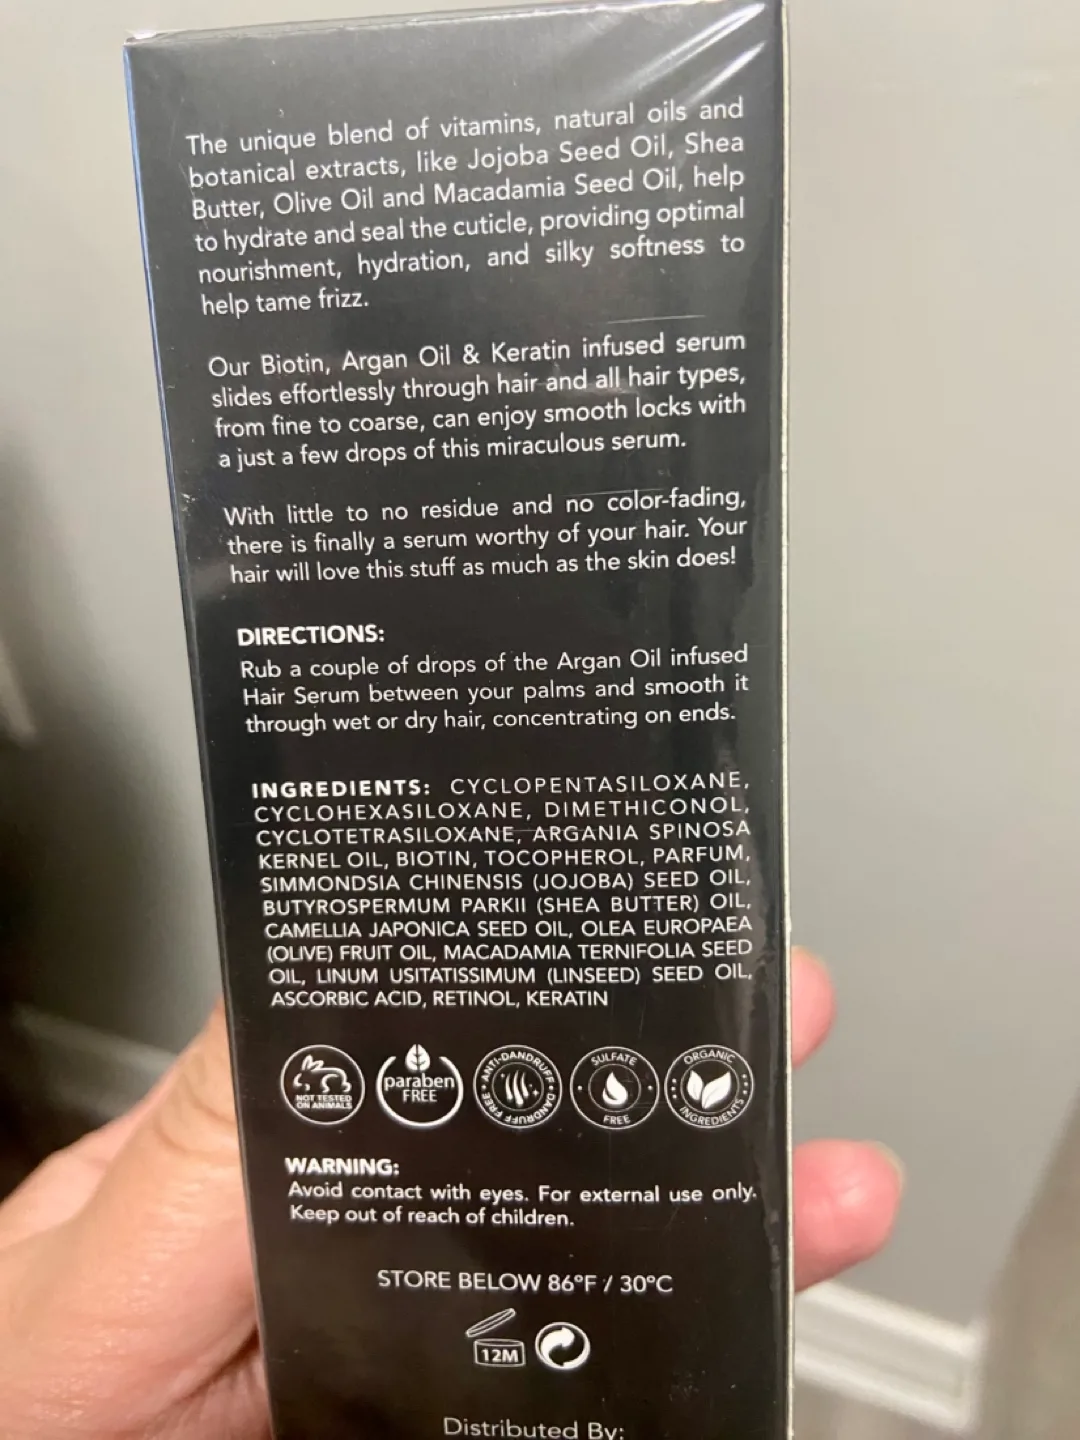 The unique blend of vitamins, natural oils and
botanical extracts, like Jojoba Seed Oil, Shea
Butter, Olive Oil and Macadamia Seed Oil, help
to hydrate and seal the cuticle, providing optimal
nourishment, hydration, and silky softness to
help tame frizz.
Our Biotin, Argan Oil & Keratin infused serum
slides effortlessly through hair and all hair types,
from fine to coarse, can enjoy smooth locks with
a just a few drops of this miraculous serum.
With little to no residue and no color-fading,
there is finally a serum worthy of your hair. Your
hair will love this stuff as much as the skin does!
DIRECTIONS:
Rub a couple of drops of the Argan Oil infused
Hair Serum between your palms and smooth it
through wet or dry hair, concentrating on ends.
INGREDIENTS: CYCLOPENTASILOXANE,
CYCLOHEXASILOXANE, DIMETHICONOL,
CYCLOTETRASILOXANE, ARGANIA SPINOSA
KERNEL OIL, BIOTIN, TOCOPHEROL, PARFUM,
SIMMONDSIA CHINENSIS (JOJOBA) SEED OIL,
BUTYROSPERMUM PARKII (SHEA BUTTER) OIL,
CAMELLIA JAPONICA SEED OIL, OLEA EUROPAEA
(OLIVE) FRUIT OIL, MACADAMIA TERNIFOLIA SEED
OIL, LINUM USITATISSIMUM (LINSEED) SEED OIL,
ASCORBIC ACID, RETINOL, KERATIN
NOT TESTED
ON ANIMALS
paraben
FREE
ANTI-DANDRUFF • DANDRUFF FREE •
SULFATE
FREE
ORGANIC
INGREDIENTS
WARNING:
Avoid contact with eyes. For external use only.
Keep out of reach of children.
STORE BELOW 86°F / 30°C
12M
Distributed By: